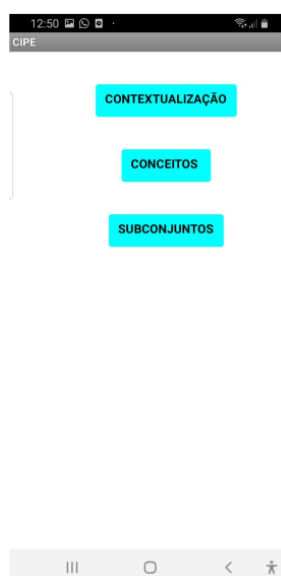 12:50
CIPE
CONTEXTUALIZAÇÃO
CONCEITOS
SUBCONJUNTOS